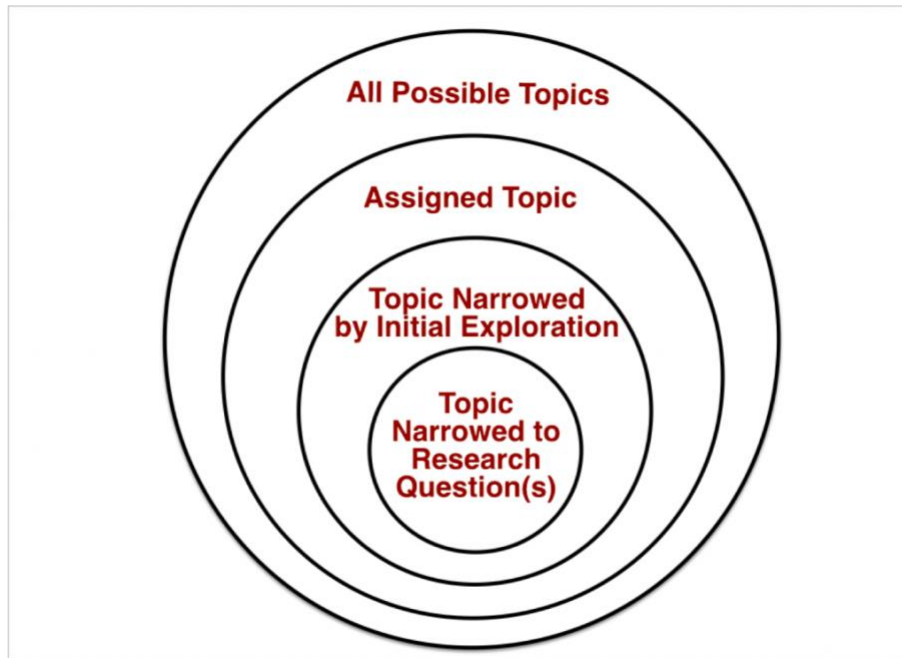 All Possible Topics
Assigned Topic
Topic Narrowed
by Initial Exploration
Topic
Narrowed to
Research
Question(s)